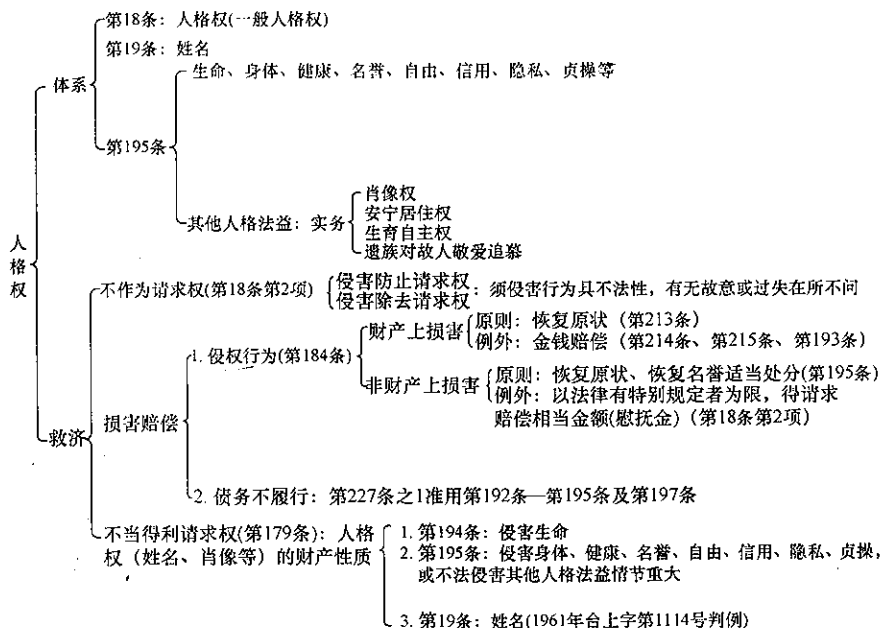 第18条：人格权(一般人格权)
第19条：姓名
体系
生命、身体、健康、名誉、自由、信用、隐私、贞操等
第195条
肖像权
安宁居住权
其他人格法益：实务
生育自主权
遗族对故人敬爱追慕
人格权
不作为请求权(第18条第2项)
侵害防止请求权
侵害除去请求权
：须侵害行为具不法性，有无故意或过失在所不问
1. 侵权行为(第184条)
财产上损害
原则：恢复原状（第213条）
例外：金钱赔偿（第214条、第215条、第193条）
非财产上损害
原则：恢复原状、恢复名誉适当处分(第195条)
例外：以法律有特别规定者为限，得请求
赔偿相当金额(慰抚金)（第18条第2项）
损害赔偿
救济
2. 债务不履行：第227条之1准用第192条—第195条及第197条
不当得利请求权(第179条)：人格
权（姓名、肖像等）的财产性质
1. 第194条：侵害生命
2. 第195条：侵害身体、健康、名誉、自由、信用、隐私、贞操，
或不法侵害其他人格法益情节重大
3. 第19条：姓名(1961年台上字第1114号判例)